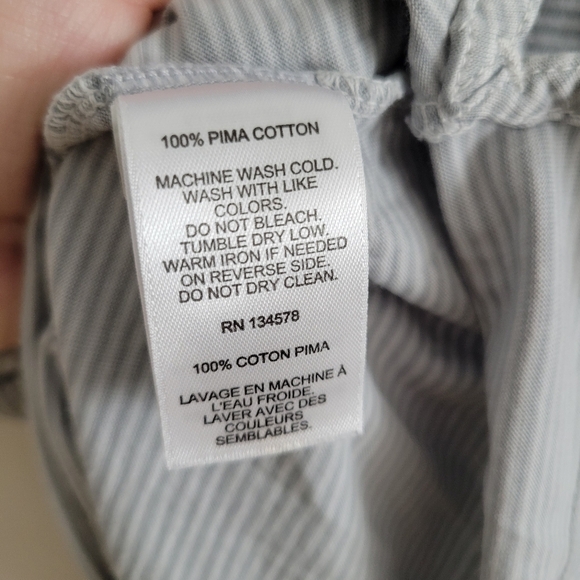 100% PIMA COTTON
MACHINE WASH COLD.
WASH WITH LIKE
COLORS.
DO NOT BLEACH.
TUMBLE DRY LOW.
WARM IRON IF NEEDED
ON REVERSE SIDE.
DO NOT DRY CLEAN.
RN 134578
100% COTON PIMA
LAVAGE EN MACHINE À
L'EAU FROIDE.
LAVER AVEC DES
COULEURS
SEMBLABLES.